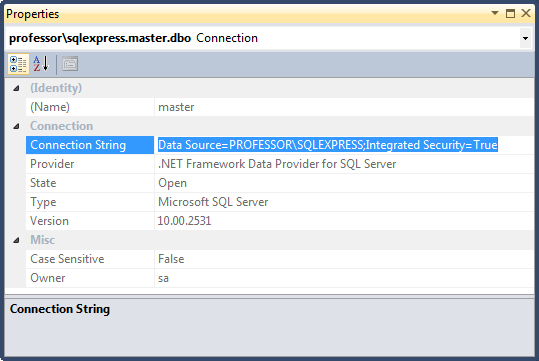 Properties
professor\sqlexpress.master.dbo Connection
(Identity)
(Name) master
Connection
Connection String Data Source=PROFESSOR\SQLEXPRESS;Integrated Security=True
Provider .NET Framework Data Provider for SQL Server
State Open
Type Microsoft SQL Server
Version 10.00.2531
Misc
Case Sensitive False
Owner sa
Connection String